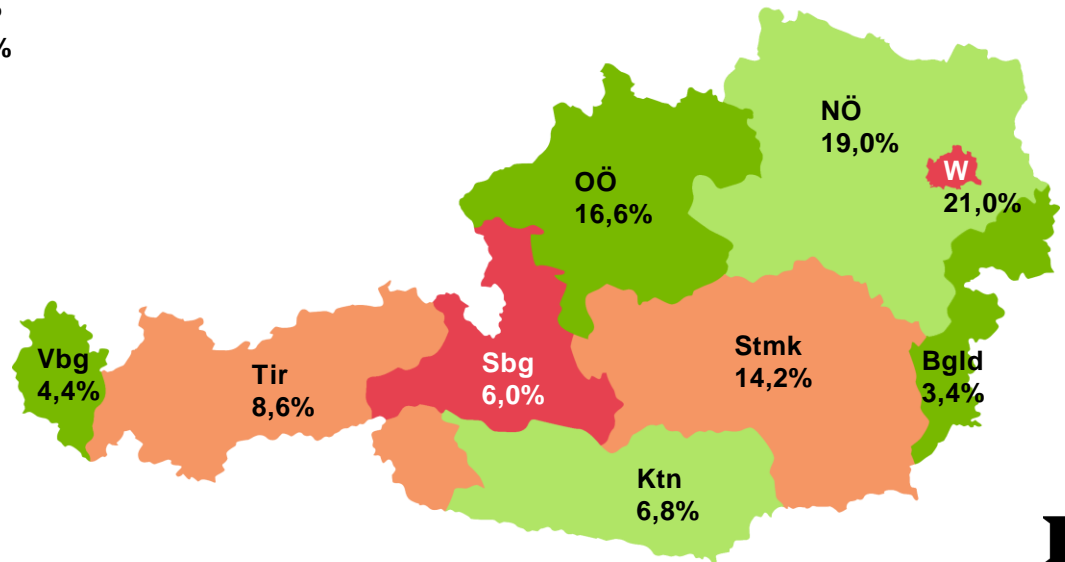 %
NÖ
19,0%
W
21,0%
OÖ
16,6%
Vbg
4,4%
Tir
8,6%
Sbg
6,0%
Stmk
14,2%
Bgld
3,4%
Ktn
6,8%